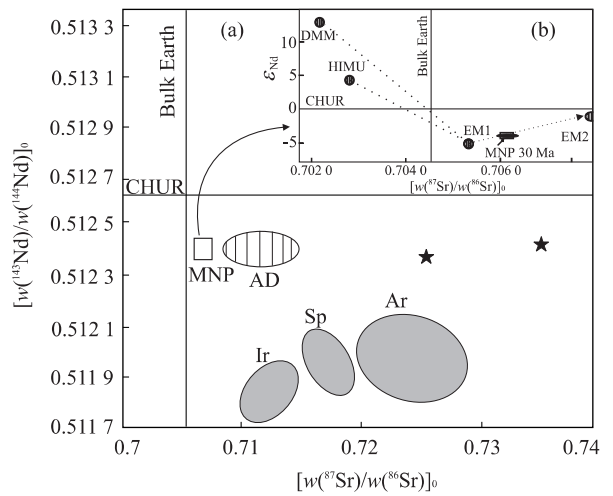 [w(¹⁴³Nd)/w(¹⁴⁴Nd)]₀
0.513 3
0.513 1
0.512 9
0.512 7
0.512 5
0.512 3
0.512 1
0.511 9
0.511 7
Bulk Earth
CHUR
(a)
MNP
AD
Ir
Sp
Ar
0.7
0.71
0.72
0.73
0.74
[w(⁸⁷Sr)/w(⁸⁶Sr)]₀
(b)
εNd
10
5
0
-5
DMM
HIMU
CHUR
Bulk Earth
EM1
MNP 30 Ma
EM2
0.702 0
0.704 0
0.706 0
[w(⁸⁷Sr)/w(⁸⁶Sr)]₀